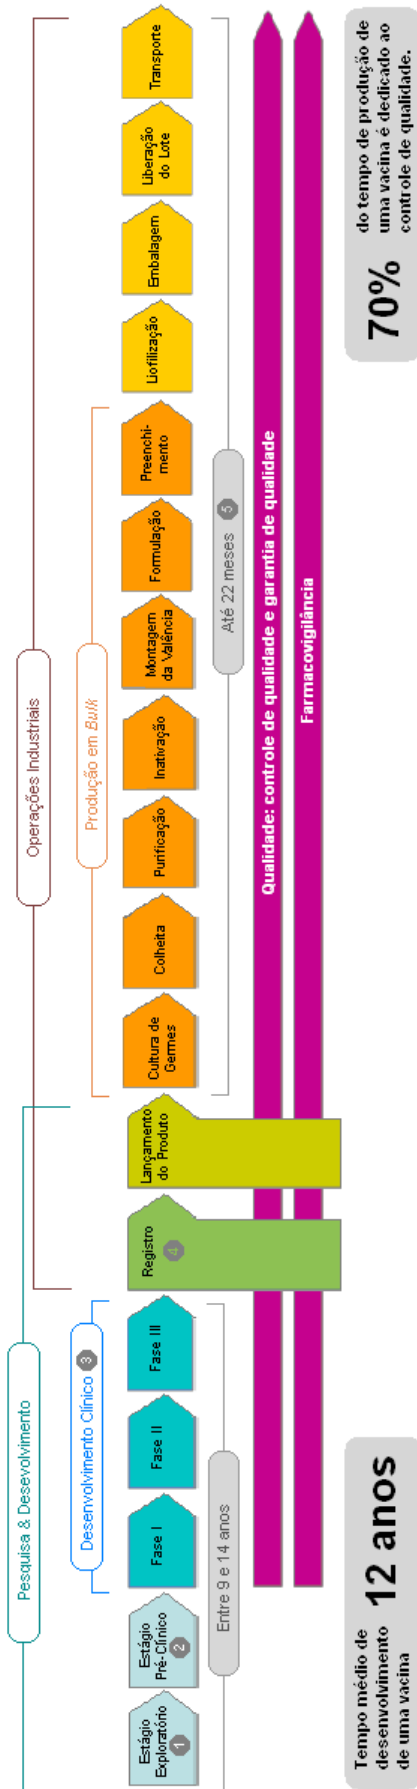 Pesquisa & Desevolvimento
Operações Industriais
Desenvolvimento Clínico 3
Produção em Bulk
Estágio
Exploratório
1
Estágio
Pré-Clínico
2
Fase I
Fase II
Fase III
Registro
4
Lançamento
do Produto
Cultura de
Germes
Colheita
Purificação
Inativação
Montagem
da Valência
Formulação
Preenchi-
mento
Liofilização
Embalagem
Liberação
do Lote
Transporte
Entre 9 e 14 anos
Até 22 meses 5
Qualidade: controle de qualidade e garantia de qualidade
Farmacovigilância
Tempo médio de
desenvolvimento
de uma vacina
12 anos
70%
do tempo de produção de
uma vacina é dedicado ao
controle de qualidade.